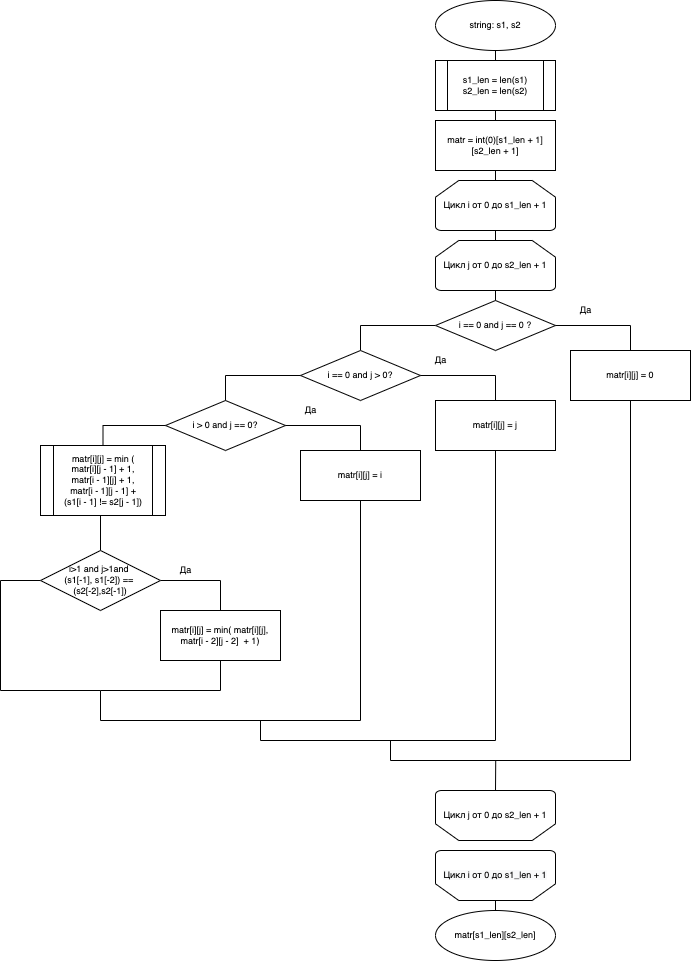 string: s1, s2
s1_len = len(s1)
s2_len = len(s2)
matr = int(0)[s1_len + 1]
[s2_len + 1]
Цикл i от 0 до s1_len + 1
Цикл j от 0 до s2_len + 1
i == 0 and j == 0 ?
Да
matr[i][j] = 0
i == 0 and j > 0?
Да
matr[i][j] = j
i > 0 and j == 0?
Да
matr[i][j] = i
matr[i][j] = min (
matr[i][j - 1] + 1,
matr[i - 1][j] + 1,
matr[i - 1][j - 1] +
(s1[i - 1] != s2[j - 1])
i>1 and j>1and
(s1[-1], s1[-2]) ==
(s2[-2],s2[-1])
Да
matr[i][j] = min( matr[i][j],
matr[i - 2][j - 2] + 1)
Цикл j от 0 до s2_len + 1
Цикл i от 0 до s1_len + 1
matr[s1_len][s2_len]